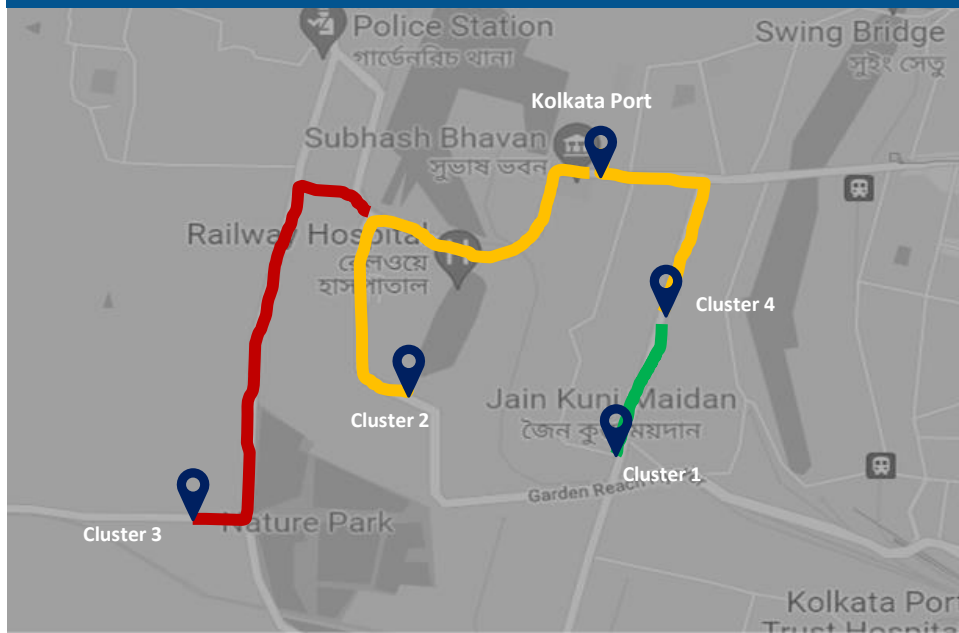 Police Station
গার্ডেনরিচ থানা
Swing Bridge
সুইং সেতু
Kolkata Port
Subhash Bhavan
সুভাষ ভবন
Railway Hospital
রেলওয়ে
হাসপাতাল
Cluster 4
Cluster 2
Jain Kunj Maidan
জৈন কুঞ্জ ময়দান
Cluster 1
Garden Reach
Cluster 3
Nature Park
Kolkata Port
Trust Hospital